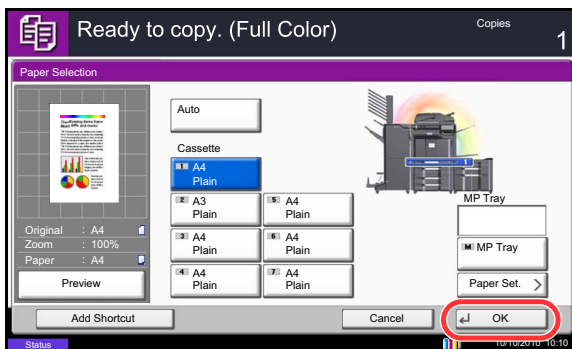 Ready to copy. (Full Color)
Copies
1
Paper Selection
Auto
Cassette
1 A4
Plain
2 A3
Plain
5 A4
Plain
3 A4
Plain
6 A4
Plain
4 A4
Plain
7 A4
Plain
1
MP Tray
M MP Tray
Paper Set.
Original : A4
Zoom : 100%
Paper : A4
Preview
Add Shortcut
Cancel
OK
Status
10/10/2010 10:10